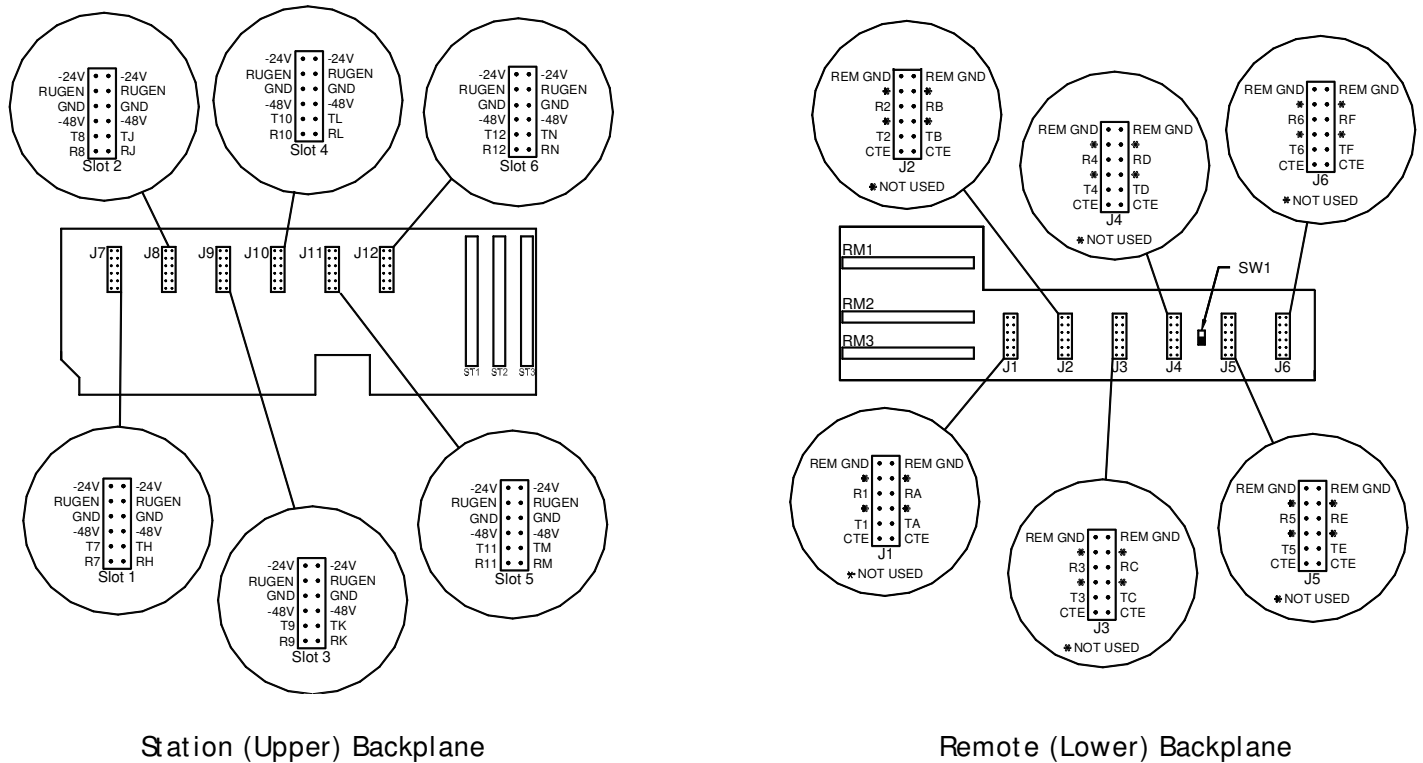 -24V -24V
RUGEN RUGEN
GND GND
-48V -48V
T8 TJ
R8 RJ
Slot 2
-24V -24V
RUGEN RUGEN
GND GND
-48V -48V
T10 TL
R10 RL
Slot 4
-24V -24V
RUGEN RUGEN
GND GND
-48V -48V
T12 TN
R12 RN
Slot 6
J7 J8 J9 J10 J11 J12
ST1 ST2 ST3
-24V -24V
RUGEN RUGEN
GND GND
-48V -48V
T7 TH
R7 RH
Slot 1
-24V -24V
RUGEN RUGEN
GND GND
-48V -48V
T9 TK
R9 RK
Slot 3
-24V -24V
RUGEN RUGEN
GND GND
-48V -48V
T11 TM
R11 RM
Slot 5
Station (Upper) Backplane
REM GND REM GND
* *
R2 RB
* *
T2 TB
CTE CTE
J2
* NOT USED
REM GND REM GND
* *
R4 RD
* *
T4 TD
CTE CTE
J4
* NOT USED
REM GND REM GND
* *
R6 RF
* *
T6 TF
CTE CTE
J6
* NOT USED
RM1
RM2
RM3
SW1
J1 J2 J3 J4 J5 J6
REM GND REM GND
* *
R1 RA
* *
T1 TA
CTE CTE
J1
* NOT USED
REM GND REM GND
* *
R3 RC
* *
T3 TC
CTE CTE
J3
* NOT USED
REM GND REM GND
* *
R5 RE
* *
T5 TE
CTE CTE
J5
* NOT USED
Remote (Lower) Backplane